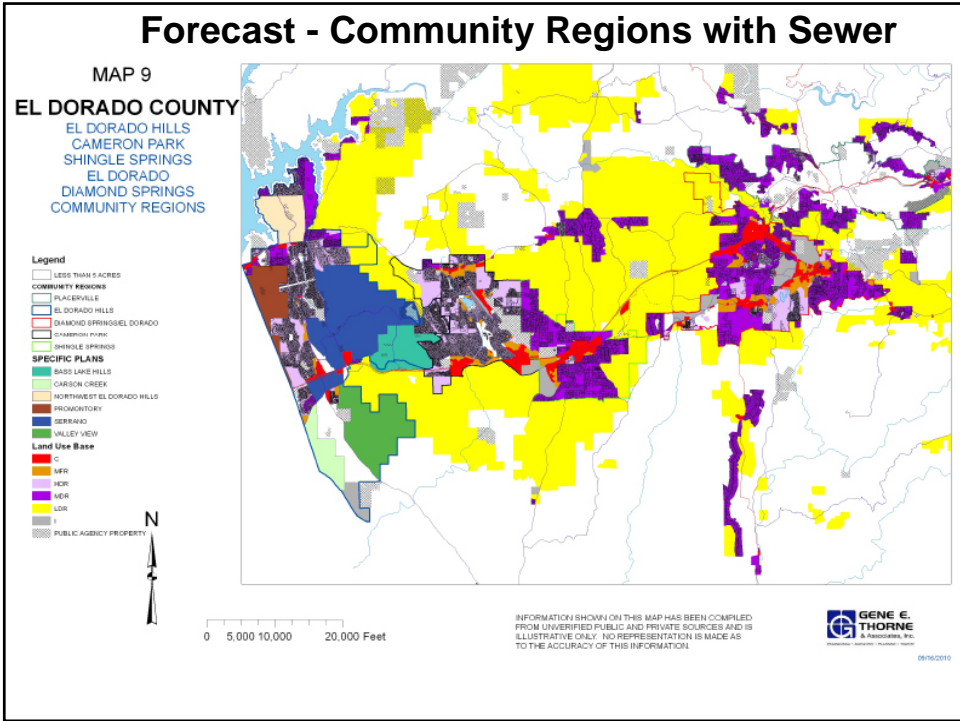 Forecast - Community Regions with Sewer
MAP 9
EL DORADO COUNTY
EL DORADO HILLS
CAMERON PARK
SHINGLE SPRINGS
EL DORADO
DIAMOND SPRINGS
COMMUNITY REGIONS
Legend
LESS THAN 5 ACRES
COMMUNITY REGIONS
PLACERVILLE
EL DORADO HILLS
DIAMOND SPRINGS/EL DORADO
CAMERON PARK
SHINGLE SPRINGS
SPECIFIC PLANS
BASS LAKE HILLS
CARSON CREEK
NORTHWEST EL DORADO HILLS
PROMONTORY
SERRANO
VALLEY VIEW
Land Use Base
C
MFR
HDR
MDR
LDR
I
PUBLIC AGENCY PROPERTY
N
0 5,000 10,000 20,000 Feet
INFORMATION SHOWN ON THIS MAP HAS BEEN COMPILED
FROM UNVERIFIED PUBLIC AND PRIVATE SOURCES AND IS
ILLUSTRATIVE ONLY. NO REPRESENTATION IS MADE AS
TO THE ACCURACY OF THIS INFORMATION.
GENE E.
THORNE
& Associates, Inc.